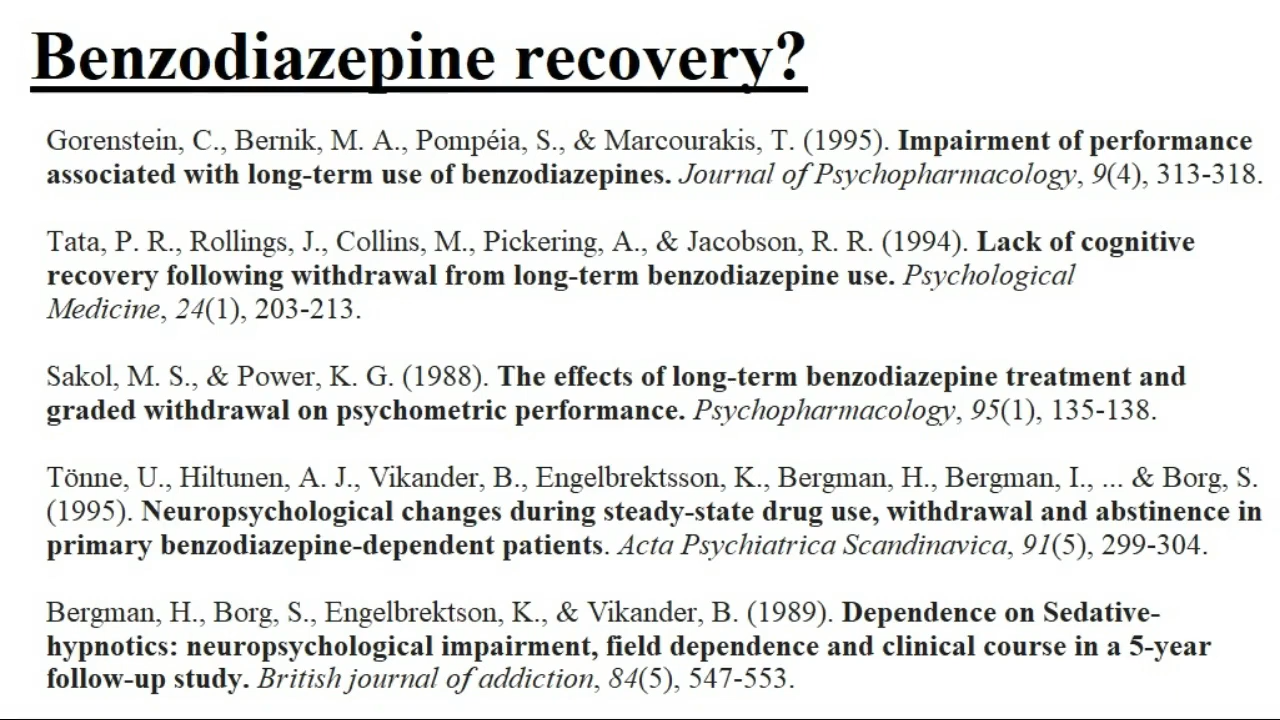 Benzodiazepine recovery?
Gorenstein, C., Bernik, M. A., Pompéia, S., & Marcourakis, T. (1995). Impairment of performance
associated with long-term use of benzodiazepines. Journal of Psychopharmacology, 9(4), 313-318.
Tata, P. R., Rollings, J., Collins, M., Pickering, A., & Jacobson, R. R. (1994). Lack of cognitive
recovery following withdrawal from long-term benzodiazepine use. Psychological
Medicine, 24(1), 203-213.
Sakol, M. S., & Power, K. G. (1988). The effects of long-term benzodiazepine treatment and
graded withdrawal on psychometric performance. Psychopharmacology, 95(1), 135-138.
Tönne, U., Hiltunen, A. J., Vikander, B., Engelbrektsson, K., Bergman, H., Bergman, I., ... & Borg, S.
(1995). Neuropsychological changes during steady-state drug use, withdrawal and abstinence in
primary benzodiazepine-dependent patients. Acta Psychiatrica Scandinavica, 91(5), 299-304.
Bergman, H., Borg, S., Engelbrektson, K., & Vikander, B. (1989). Dependence on Sedative-
hypnotics: neuropsychological impairment, field dependence and clinical course in a 5-year
follow-up study. British journal of addiction, 84(5), 547-553.